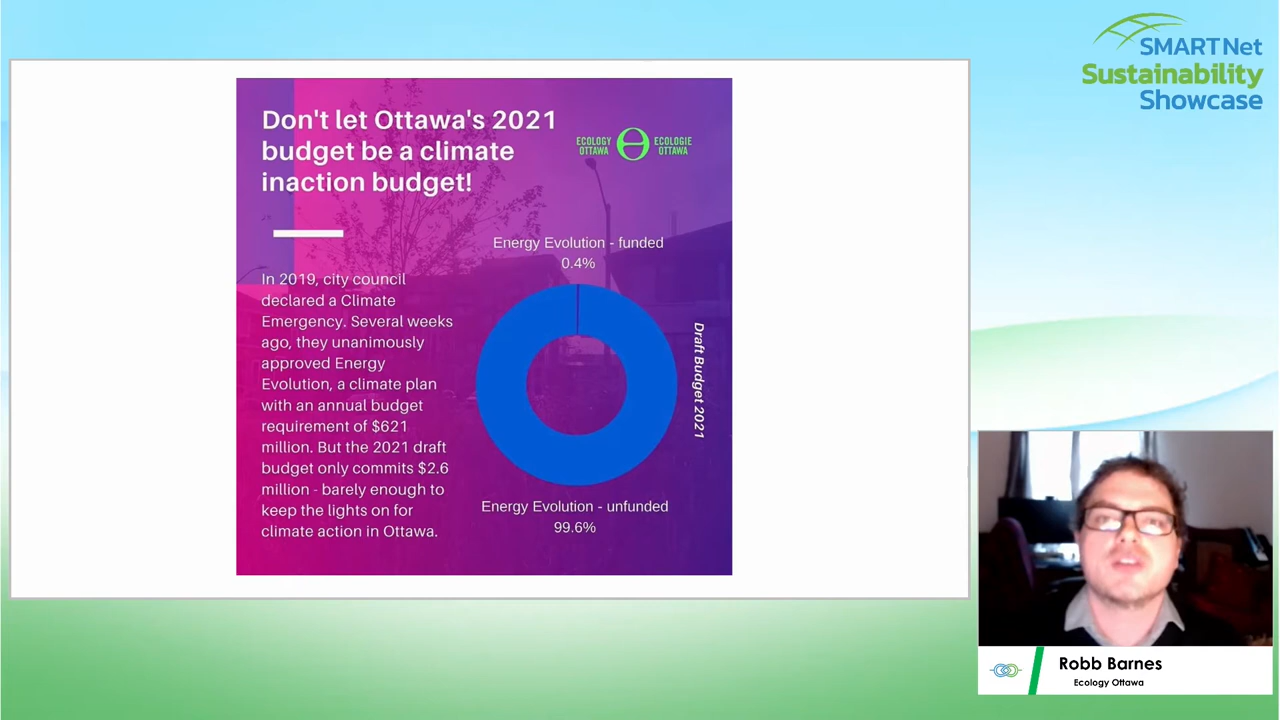 SMARTNet
Sustainability
Showcase
Don't let Ottawa's 2021
budget be a climate
inaction budget!
ECOLOGY
OTTAWA
ECOLOGIE
OTTAWA
In 2019, city council
declared a Climate
Emergency. Several weeks
ago, they unanimously
approved Energy
Evolution, a climate plan
with an annual budget
requirement of $621
million. But the 2021 draft
budget only commits $2.6
million - barely enough to
keep the lights on for
climate action in Ottawa.
Energy Evolution - funded
0.4%
Draft Budget 2021
Energy Evolution - unfunded
99.6%
Robb Barnes
Ecology Ottawa